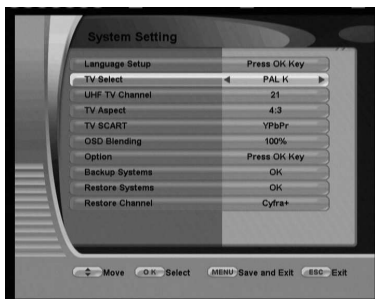 System Setting
Language Setup Press OK Key
TV Select PAL K
UHF TV Channel 21
TV Aspect 4:3
TV SCART YPbPr
OSD Blending 100%
Option Press OK Key
Backup Systems OK
Restore Systems OK
Restore Channel Cyfra+
Move OK Select MENU Save and Exit ESC Exit